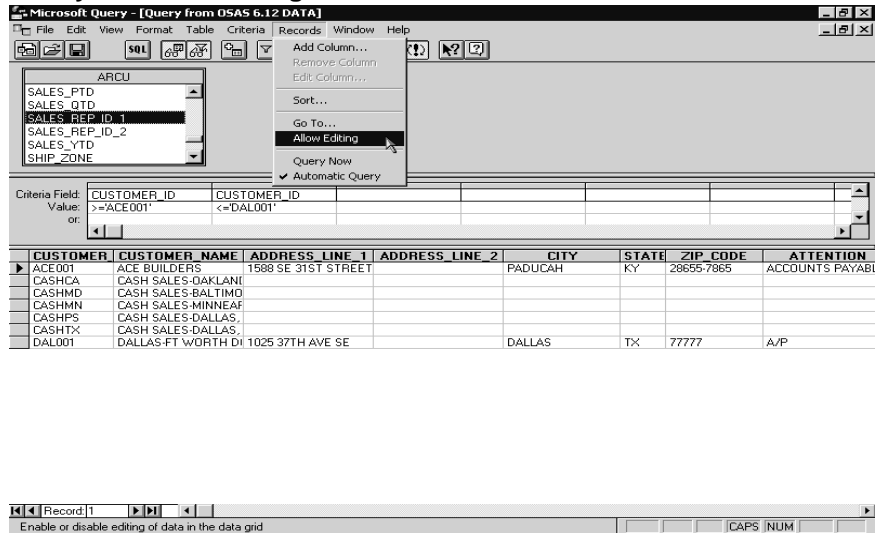 Microsoft Query - [Query from OSAS 6.12 DATA]
File Edit View Format Table Criteria Records Window Help
SQL
Add Column...
Remove Column
Edit Column...
Sort...
Go To...
Allow Editing
Query Now
Automatic Query
ARCU
SALES_PTD
SALES_QTD
SALES_REP_ID_1
SALES_REP_ID_2
SALES_YTD
SHIP_ZONE
Criteria Field: CUSTOMER_ID CUSTOMER_ID
Value: >='ACE001' <='DAL001'
or:
CUSTOMER CUSTOMER_NAME ADDRESS_LINE_1 ADDRESS_LINE_2 CITY STATE ZIP_CODE ATTENTION
ACE001 ACE BUILDERS 1588 SE 31ST STREET PADUCAH KY 28655-7865 ACCOUNTS PAYABL
CASHCA CASH SALES-OAKLAND
CASHMD CASH SALES-BALTIMO
CASHMN CASH SALES-MINNEAP
CASHPS CASH SALES-DALLAS,
CASHTX CASH SALES-DALLAS,
DAL001 DALLAS-FT WORTH DI 1025 37TH AVE SE DALLAS TX 77777 A/P
Record: 1
Enable or disable editing of data in the data grid CAPS NUM